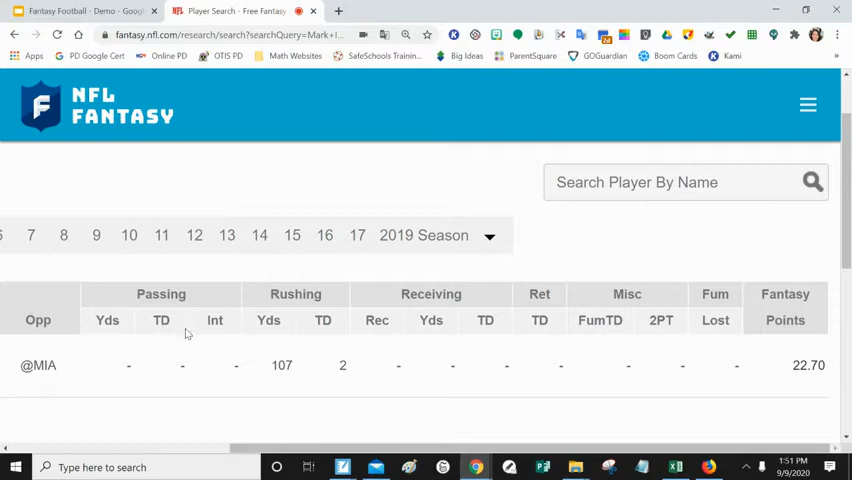 Fantasy Football - Demo - Googl
Player Search - Free Fantasy
fantasy.nfl.com/research/search?searchQuery=Mark+I...
Apps
PD Google Cert
Online PD
OTIS PD
Math Websites
SafeSchools Training...
Big Ideas
ParentSquare
GOGuardian
Boom Cards
Kami
NFL
FANTASY
Search Player By Name
6 7 8 9 10 11 12 13 14 15 16 17 2019 Season
Passing Rushing Receiving Ret Misc Fum Fantasy
Opp Yds TD Int Yds TD Rec Yds TD TD FumTD 2PT Lost Points
@MIA - - - 107 2 - - - - - - - 22.70
Type here to search
1:51 PM
9/9/2020